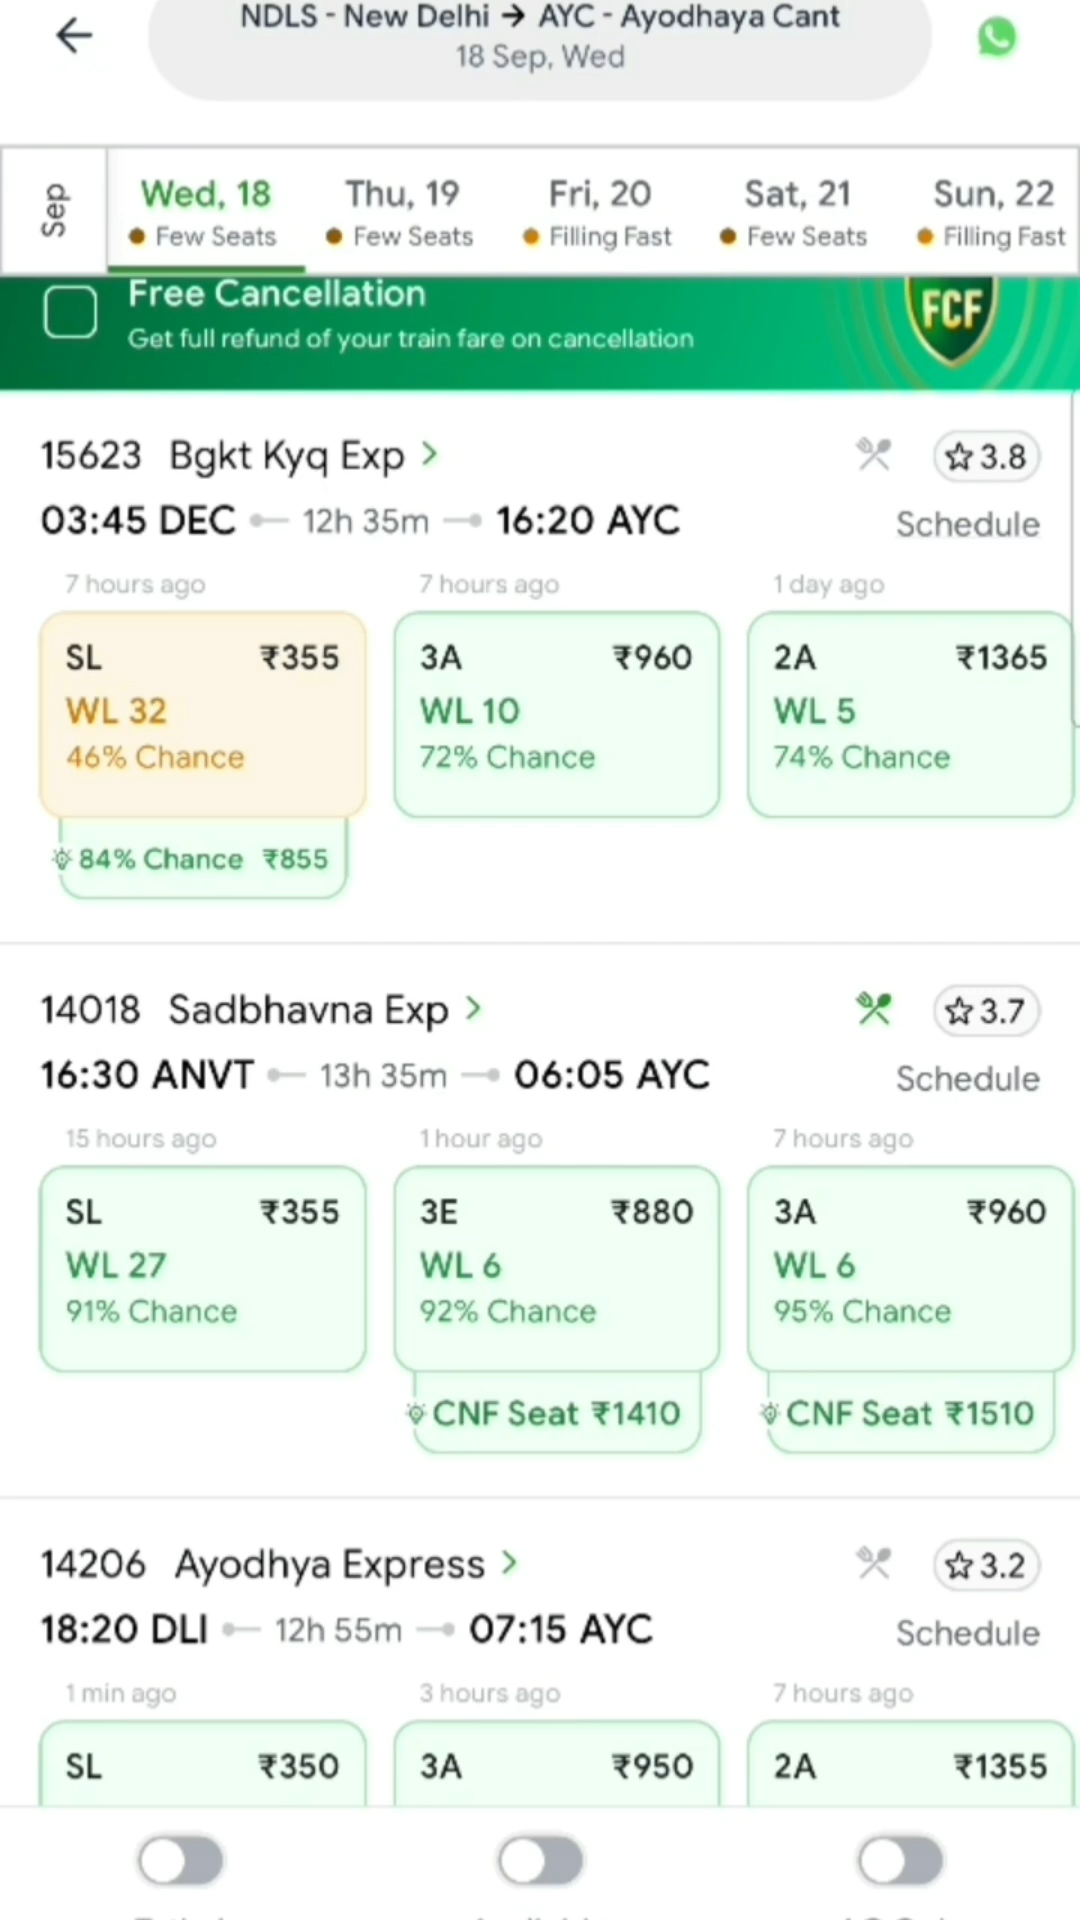 NDLS - New Delhi → AYC - Ayodhaya Cant
18 Sep, Wed
Sep
Wed, 18 Thu, 19 Fri, 20 Sat, 21 Sun, 22
Few Seats Few Seats Filling Fast Few Seats Filling Fast
Free Cancellation
Get full refund of your train fare on cancellation
FCF
15623 Bgkt Kyq Exp > 3.8
03:45 DEC 12h 35m 16:20 AYC Schedule
7 hours ago 7 hours ago 1 day ago
SL ₹355 3A ₹960 2A ₹1365
WL 32 WL 10 WL 5
46% Chance 72% Chance 74% Chance
84% Chance ₹855
14018 Sadbhavna Exp > 3.7
16:30 ANVT 13h 35m 06:05 AYC Schedule
15 hours ago 1 hour ago 7 hours ago
SL ₹355 3E ₹880 3A ₹960
WL 27 WL 6 WL 6
91% Chance 92% Chance 95% Chance
CNF Seat ₹1410 CNF Seat ₹1510
14206 Ayodhya Express > 3.2
18:20 DLI 12h 55m 07:15 AYC Schedule
1 min ago 3 hours ago 7 hours ago
SL ₹350 3A ₹950 2A ₹1355